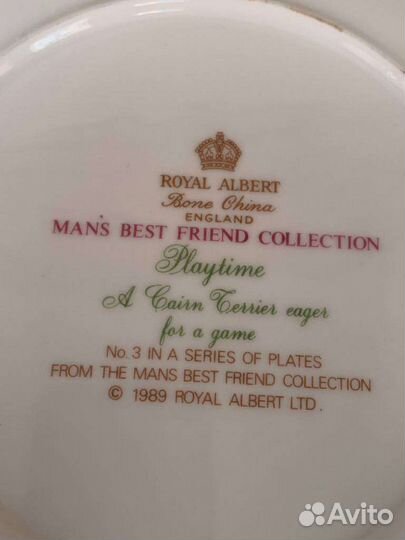 ROYAL ALBERT
Bone China
ENGLAND
MANS BEST FRIEND COLLECTION
Playtime
A Cairn Terrier eager
for a game
No. 3 IN A SERIES OF PLATES
FROM THE MANS BEST FRIEND COLLECTION
© 1989 ROYAL ALBERT LTD.
Avito